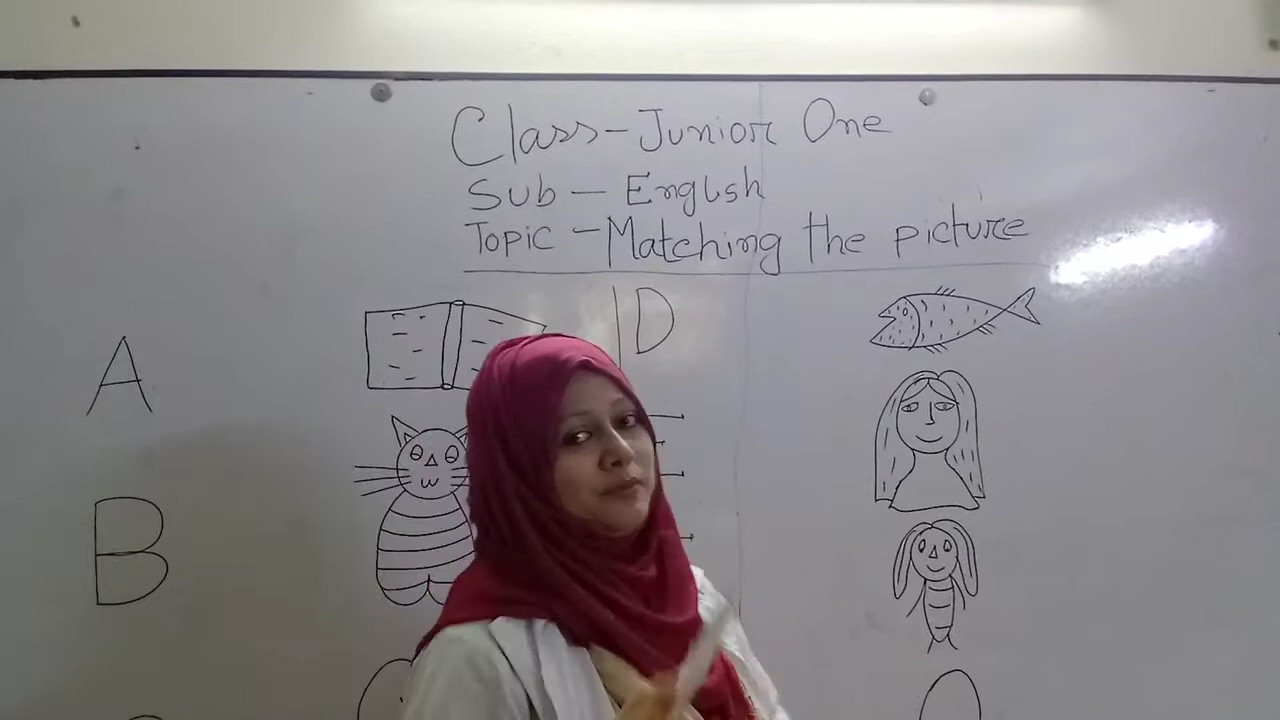 Class - Junior One
Sub - English
Topic - Matching the picture
A
D
B